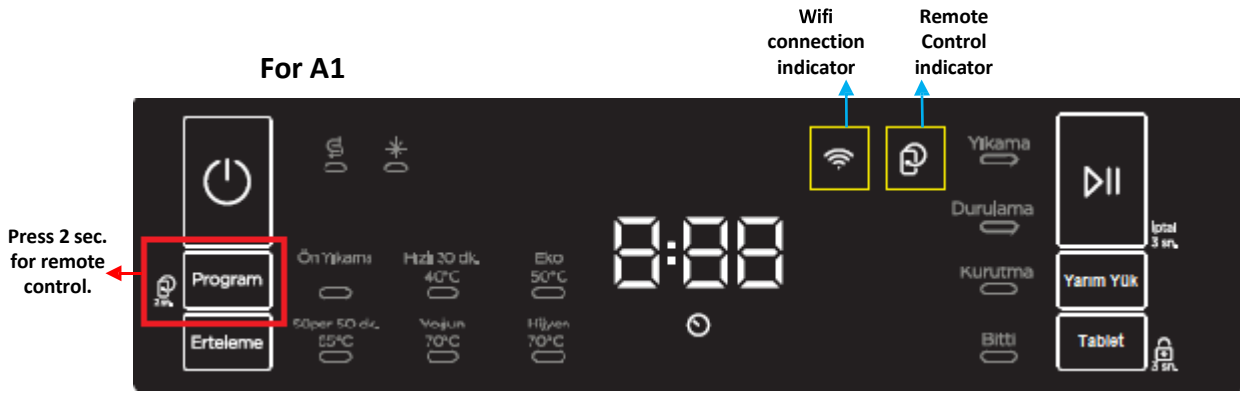 Wifi
connection
indicator
Remote
Control
indicator
For A1
Press 2 sec.
for remote
control.
Yıkama
Durulama
Kurutma
Bitti
8:88
İptal
3 sn.
Program
2 sn.
Erteleme
Ön Yıkama
Hızlı 30 dk.
40°C
Eko
50°C
Süper 50 dk.
65°C
Yoğun
70°C
Hijyen
70°C
Yarım Yük
Tablet
3 sn.